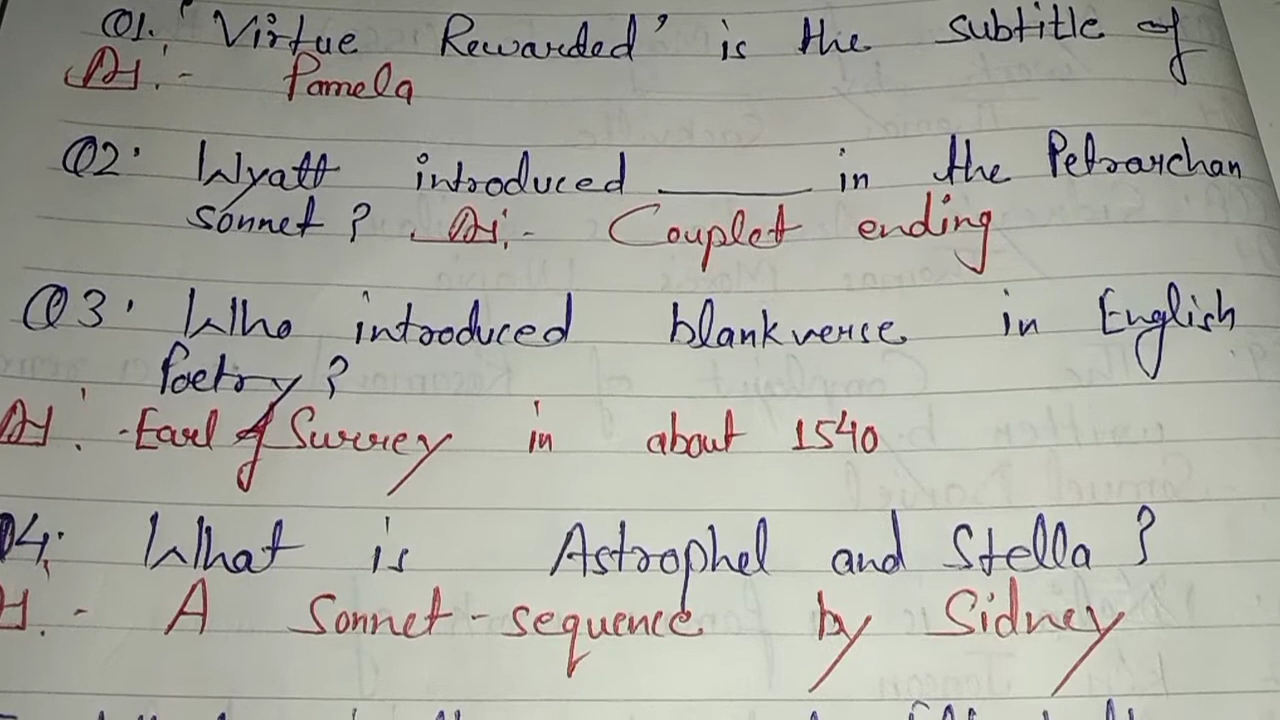 Q1. 'Virtue Rewarded' is the subtitle of
A:- Pamela
Q2. Wyatt introduced ______ in the Petrarchan
sonnet? A:- Couplet ending
Q3. Who introduced blankverse in English
Poetry?
A:- Earl of Surrey in about 1540
Q4. What is Astrophel and Stella?
A.- A Sonnet-sequence by Sidney